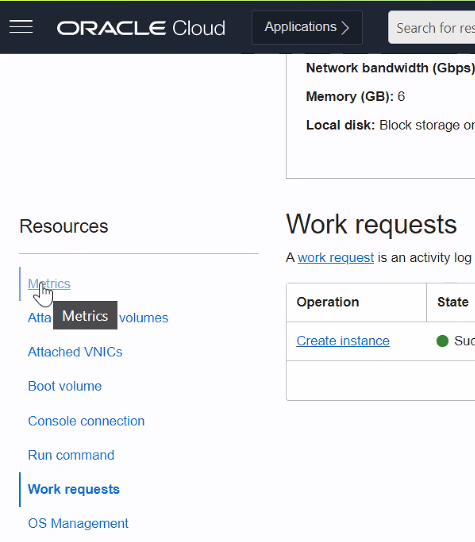 ORACLE Cloud
Applications
Search for res
Network bandwidth (Gbps)
Memory (GB): 6
Local disk: Block storage or
Resources
Work requests
Metrics
A work request is an activity log
Metrics
Atta volumes
Operation
State
Create instance
Suc
Attached VNICs
Boot volume
Console connection
Run command
Work requests
OS Management